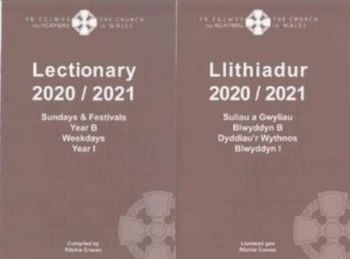 YR EGLWYS
YNG NGHYMRU
THE CHURCH
IN WALES
Lectionary
2020 / 2021
Sundays & Festivals
Year B
Weekdays
Year I
Compiled by
Ritchie Craven
YR EGLWYS
YNG NGHYMRU
THE CHURCH
IN WALES
Llithiadur
2020 / 2021
Suliau a Gwyliau
Blwyddyn B
Dyddiau'r Wythnos
Blwyddyn I
Lluniwyd gan
Ritchie Craven